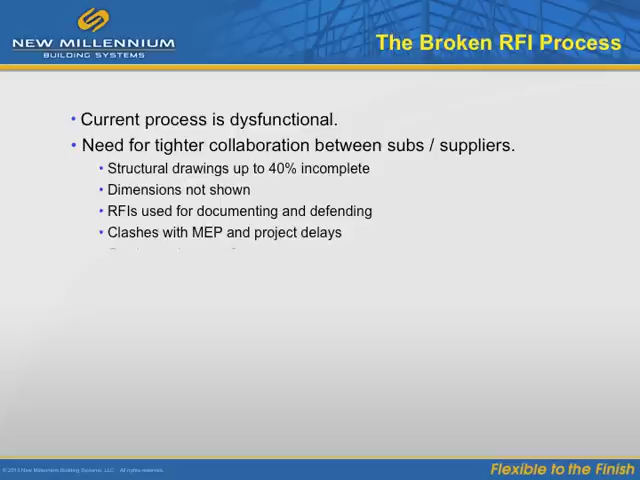 NEW MILLENNIUM
BUILDING SYSTEMS
The Broken RFI Process
• Current process is dysfunctional.
• Need for tighter collaboration between subs / suppliers.
• Structural drawings up to 40% incomplete
• Dimensions not shown
• RFIs used for documenting and defending
• Clashes with MEP and project delays
New Millennium Building Systems, LLC. All rights reserved.
Flexible to the Finish